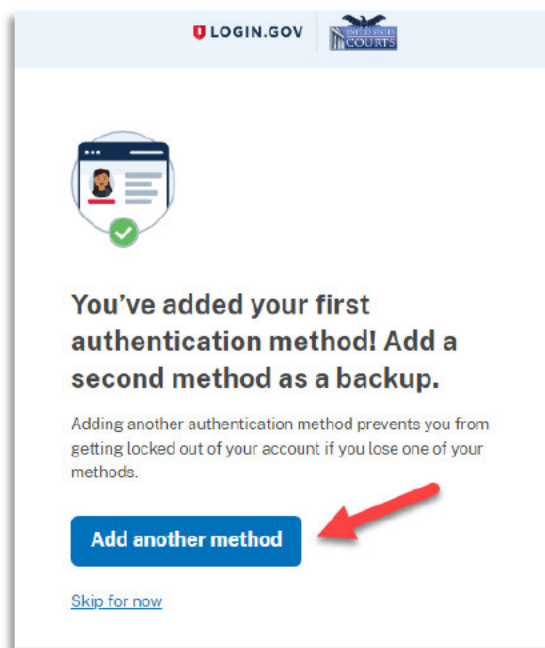 LOGIN.GOV
UNITED STATES
COURTS
You've added your first
authentication method! Add a
second method as a backup.
Adding another authentication method prevents you from
getting locked out of your account if you lose one of your
methods.
Add another method
Skip for now